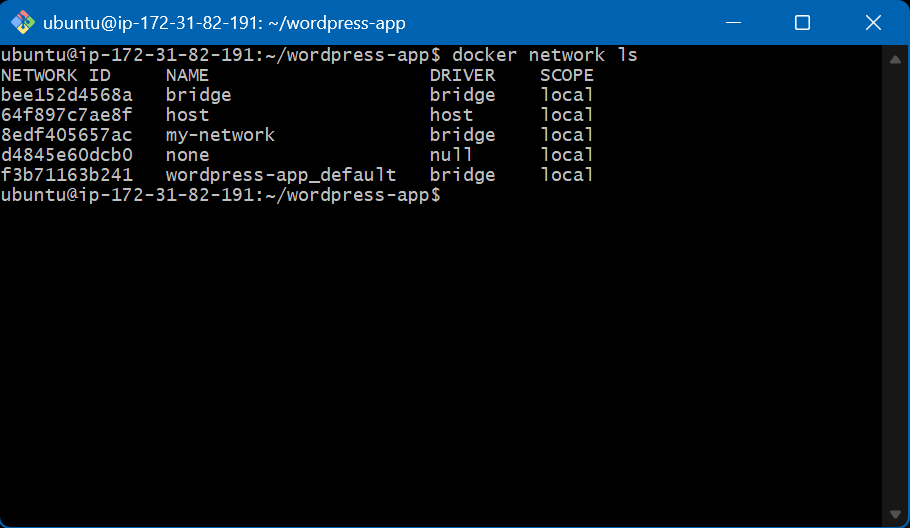 ubuntu@ip-172-31-82-191: ~/wordpress-app
ubuntu@ip-172-31-82-191:~/wordpress-app$ docker network ls
NETWORK ID     NAME                    DRIVER    SCOPE
bee152d4568a   bridge                  bridge    local
64f897c7ae8f   host                    host      local
8edf405657ac   my-network              bridge    local
d4845e60dcb0   none                    null      local
f3b71163b241   wordpress-app_default   bridge    local
ubuntu@ip-172-31-82-191:~/wordpress-app$